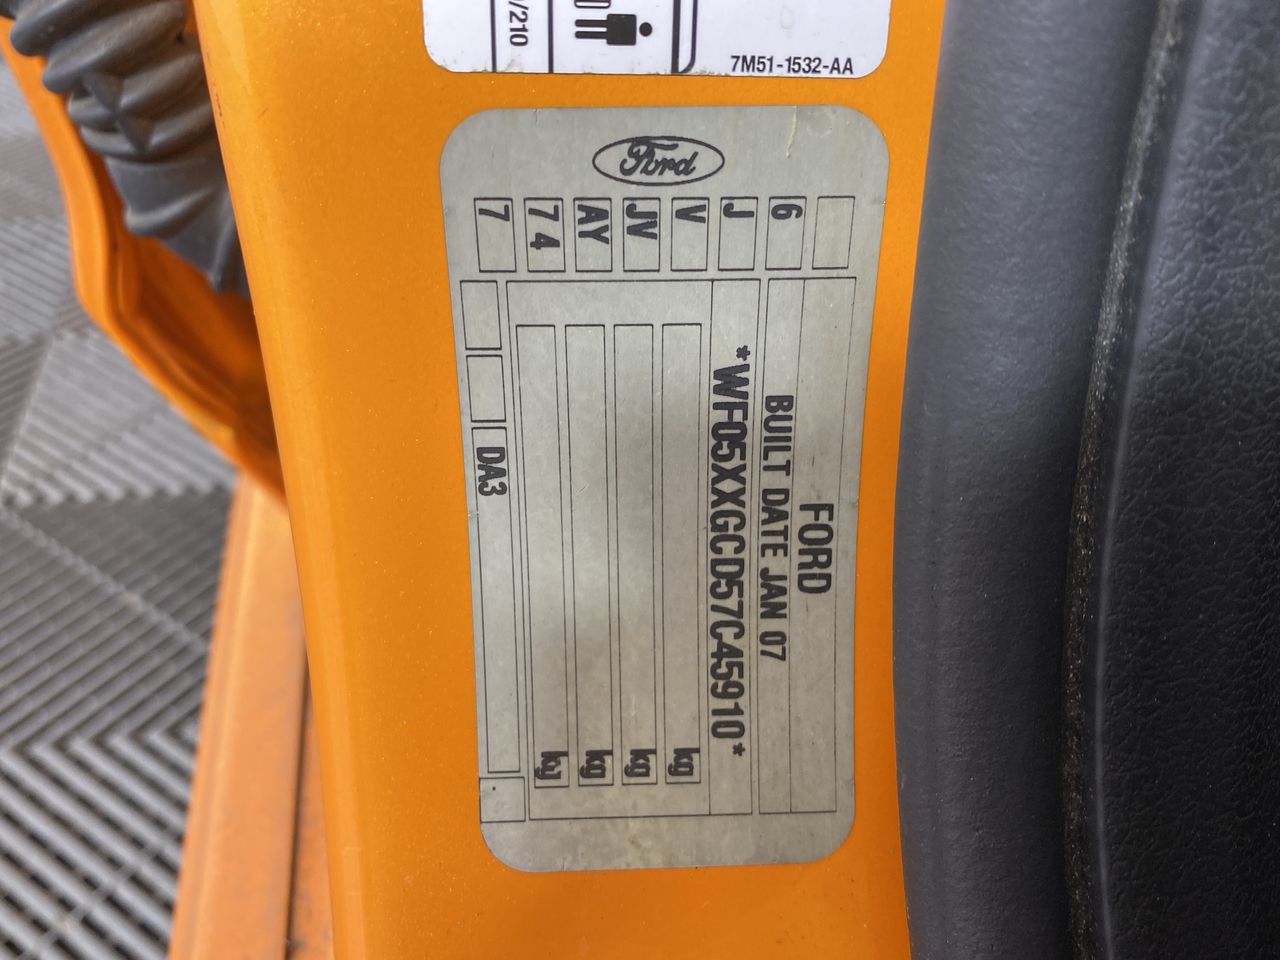 /210
7M51-1532-AA
Ford
7
7 4
AY
JV
V
J
6
FORD
BUILT DATE JAN 07
*WF05XXGCD57C45910*
kg
kg
kg
kg
DA3